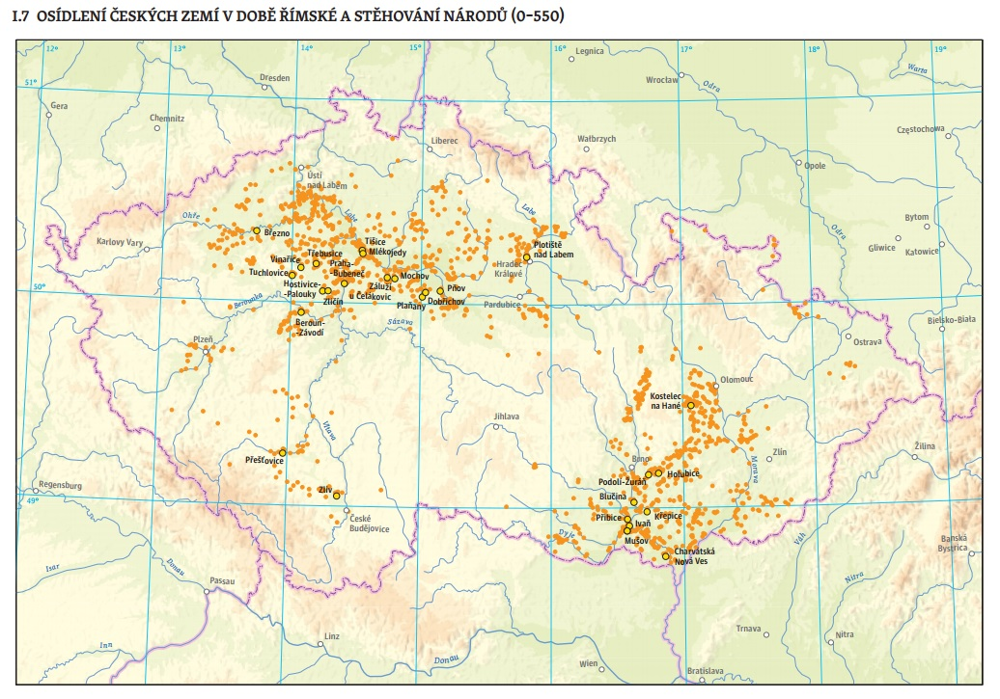 I.7 OSÍDLENÍ ČESKÝCH ZEMÍ V DOBĚ ŘÍMSKÉ A STĚHOVÁNÍ NÁRODŮ (0–550)
12°
13°
14°
15°
16°
17°
18°
19°
51°
50°
49°
Legnica
Dresden
Wrocław
Odra
Warta
Gera
Chemnitz
Częstochowa
Liberec
Wałbrzych
Opole
Ústí
nad Labem
Ohře
Labe
Labe
Odra
Bytom
Březno
Tišice
Mlékojedy
Plotiště
nad Labem
Karlovy Vary
Gliwice
Katowice
Vinařice
Třebusice
Praha-
-Bubeneč
Hradec
Králové
Tuchlovice
Mochov
Hostivice-
-Palouky
Záluží
u Čelákovic
Pňov
Zličín
Plaňany
Dobřichov
Pardubice
Berounka
Beroun-
-Závodí
Sázava
Bielsko-Biała
Plzeň
Ostrava
Olomouc
Kostelec
na Hané
Jihlava
Vltava
Přešťovice
Brno
Zlín
Žilina
Morava
Podolí-Žuráň
Holubice
Regensburg
Zliv
Blučina
České
Budějovice
Přibice
Křepice
Ivaň
Dyje
Mušov
Váh
Banská
Bystrica
Charvátská
Nová Ves
Isar
Donau
Passau
Nitra
Linz
Trnava
Nitra
Inn
Donau
Wien
Bratislava